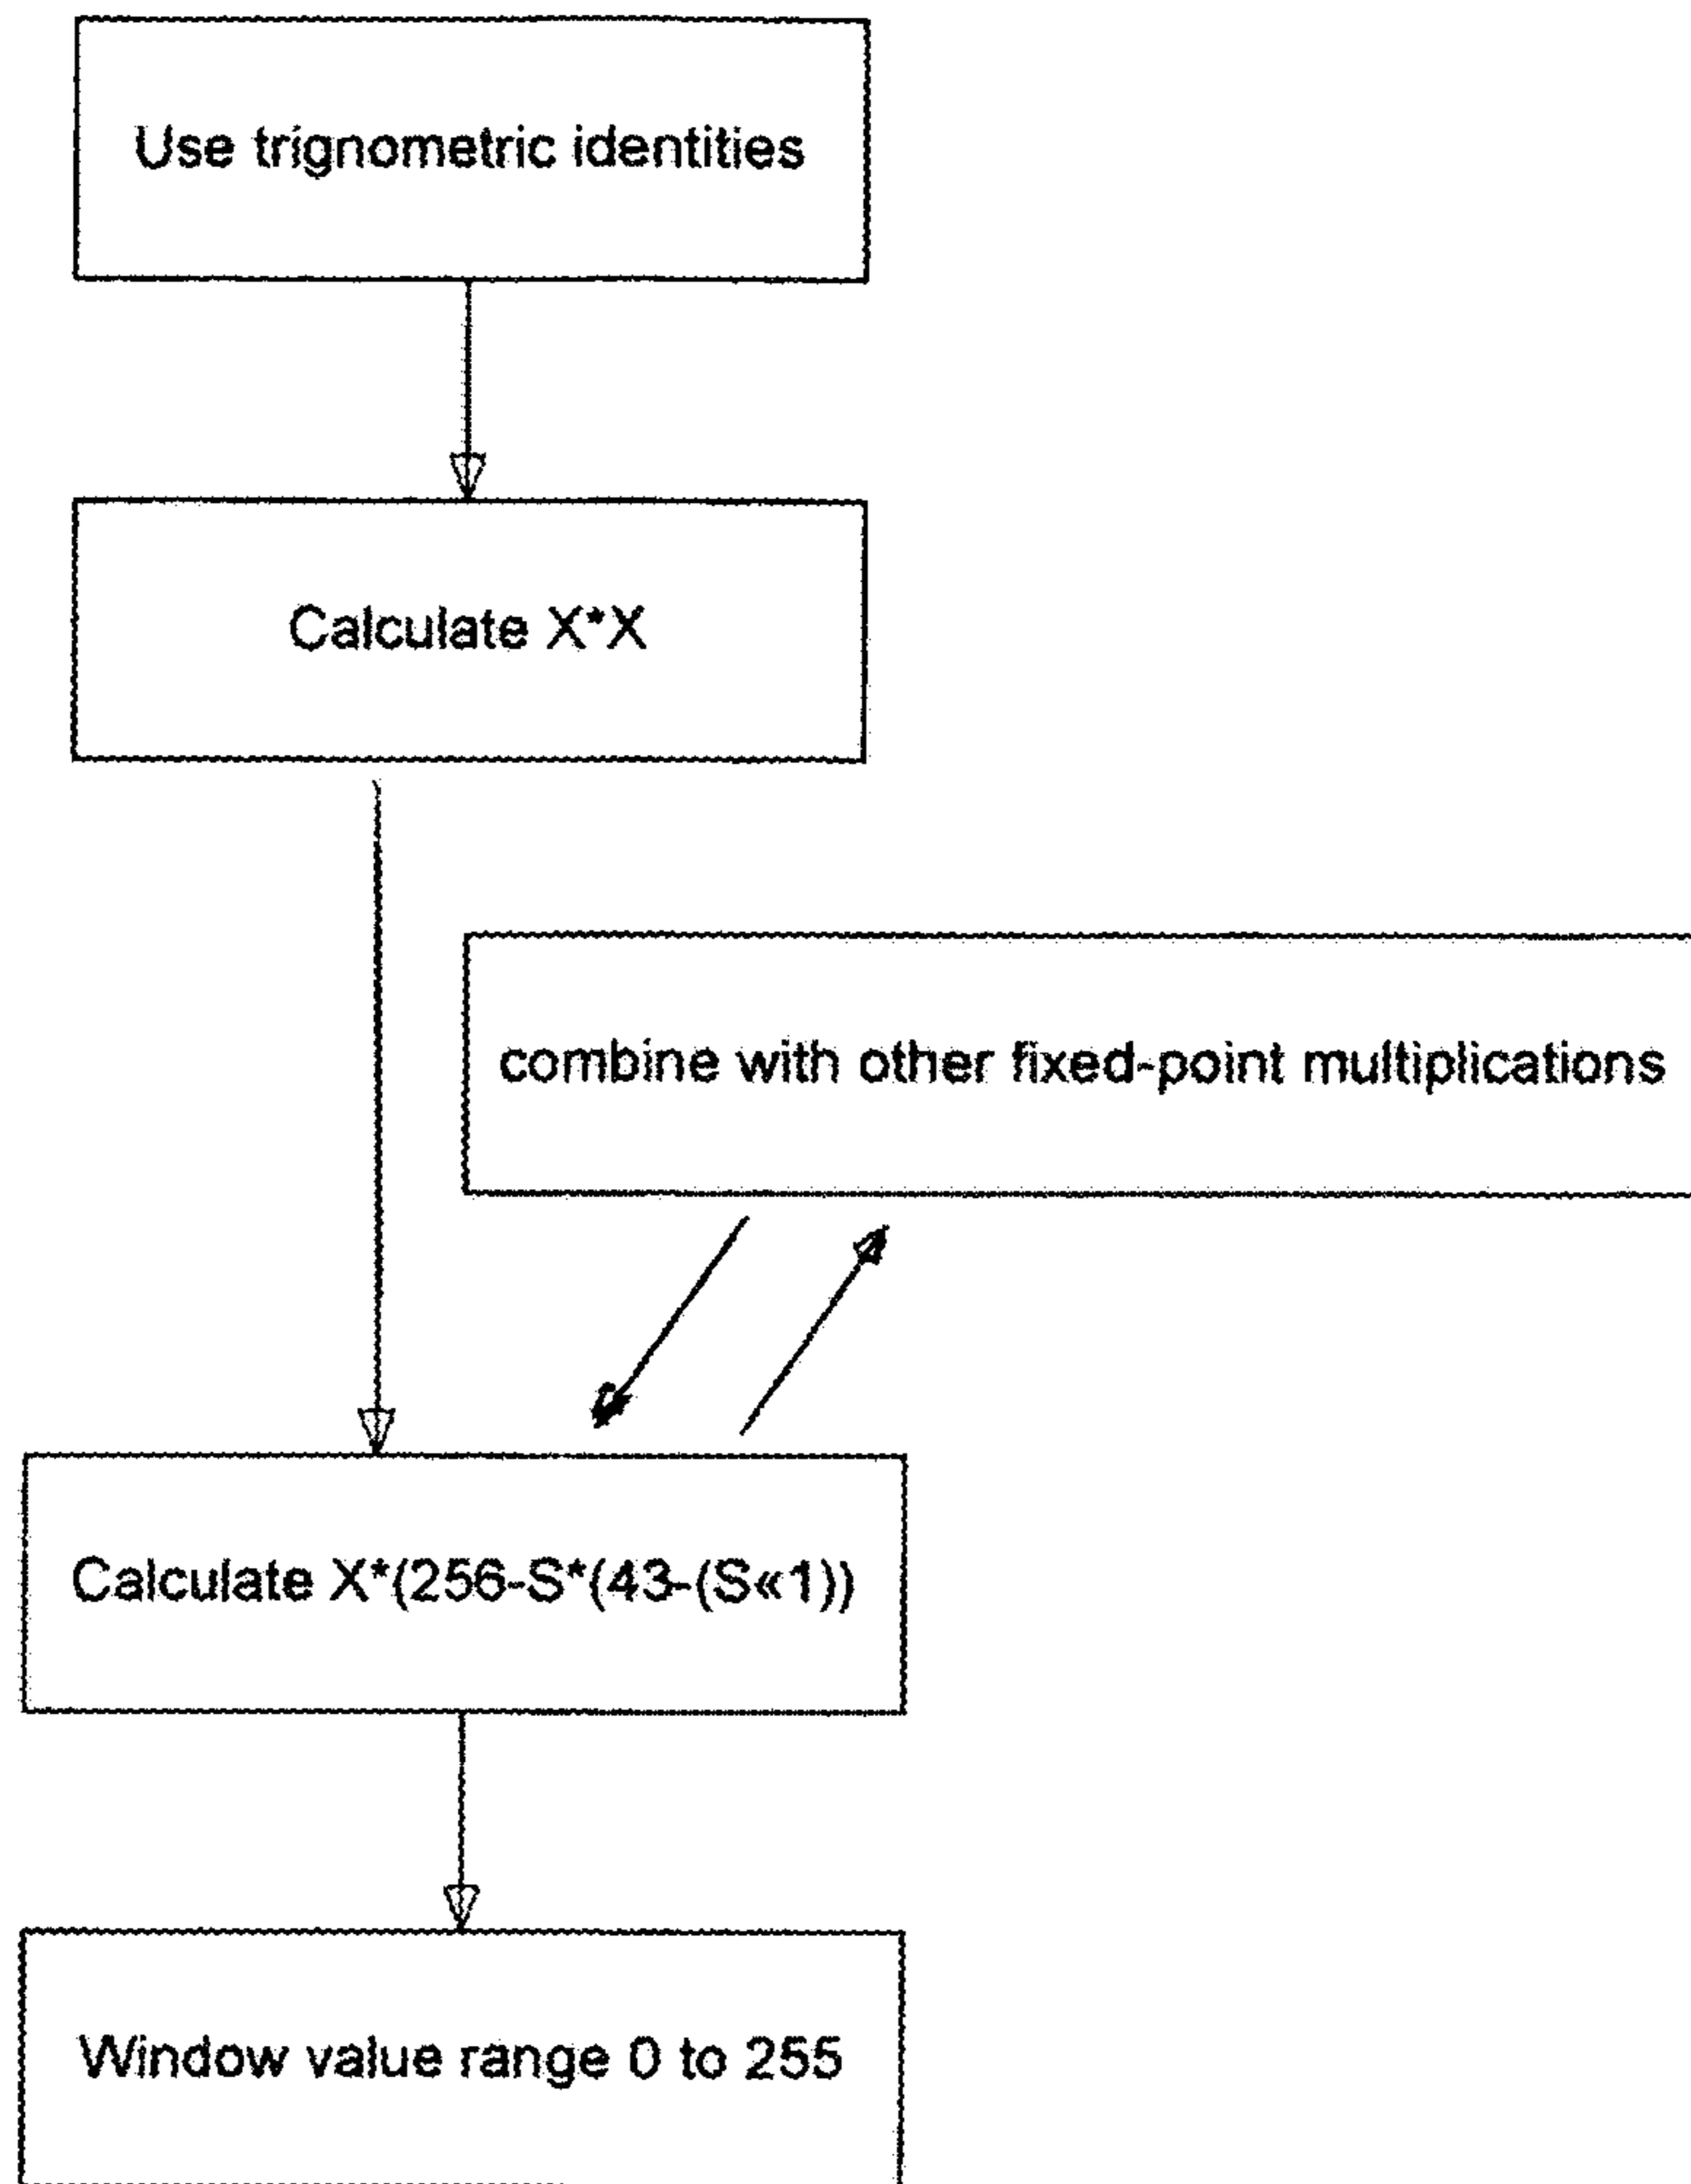 Use trignometric identities
Calculate X*X
combine with other fixed-point multiplications
Calculate X*(256-S*(43-(S«1))
Window value range 0 to 255